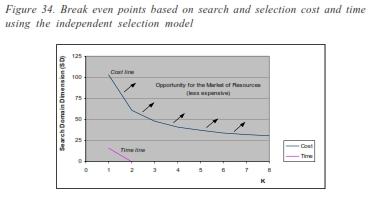 Figure 34. Break even points based on search and selection cost and time
using the independent selection model
125
100
75
50
25
0
Search Domain Dimension (SD)
Cost line
Opportunity for the Market of Resources
(less expensive)
Time line
0 1 2 3 4 5 6 7 8
K
Cost
Time